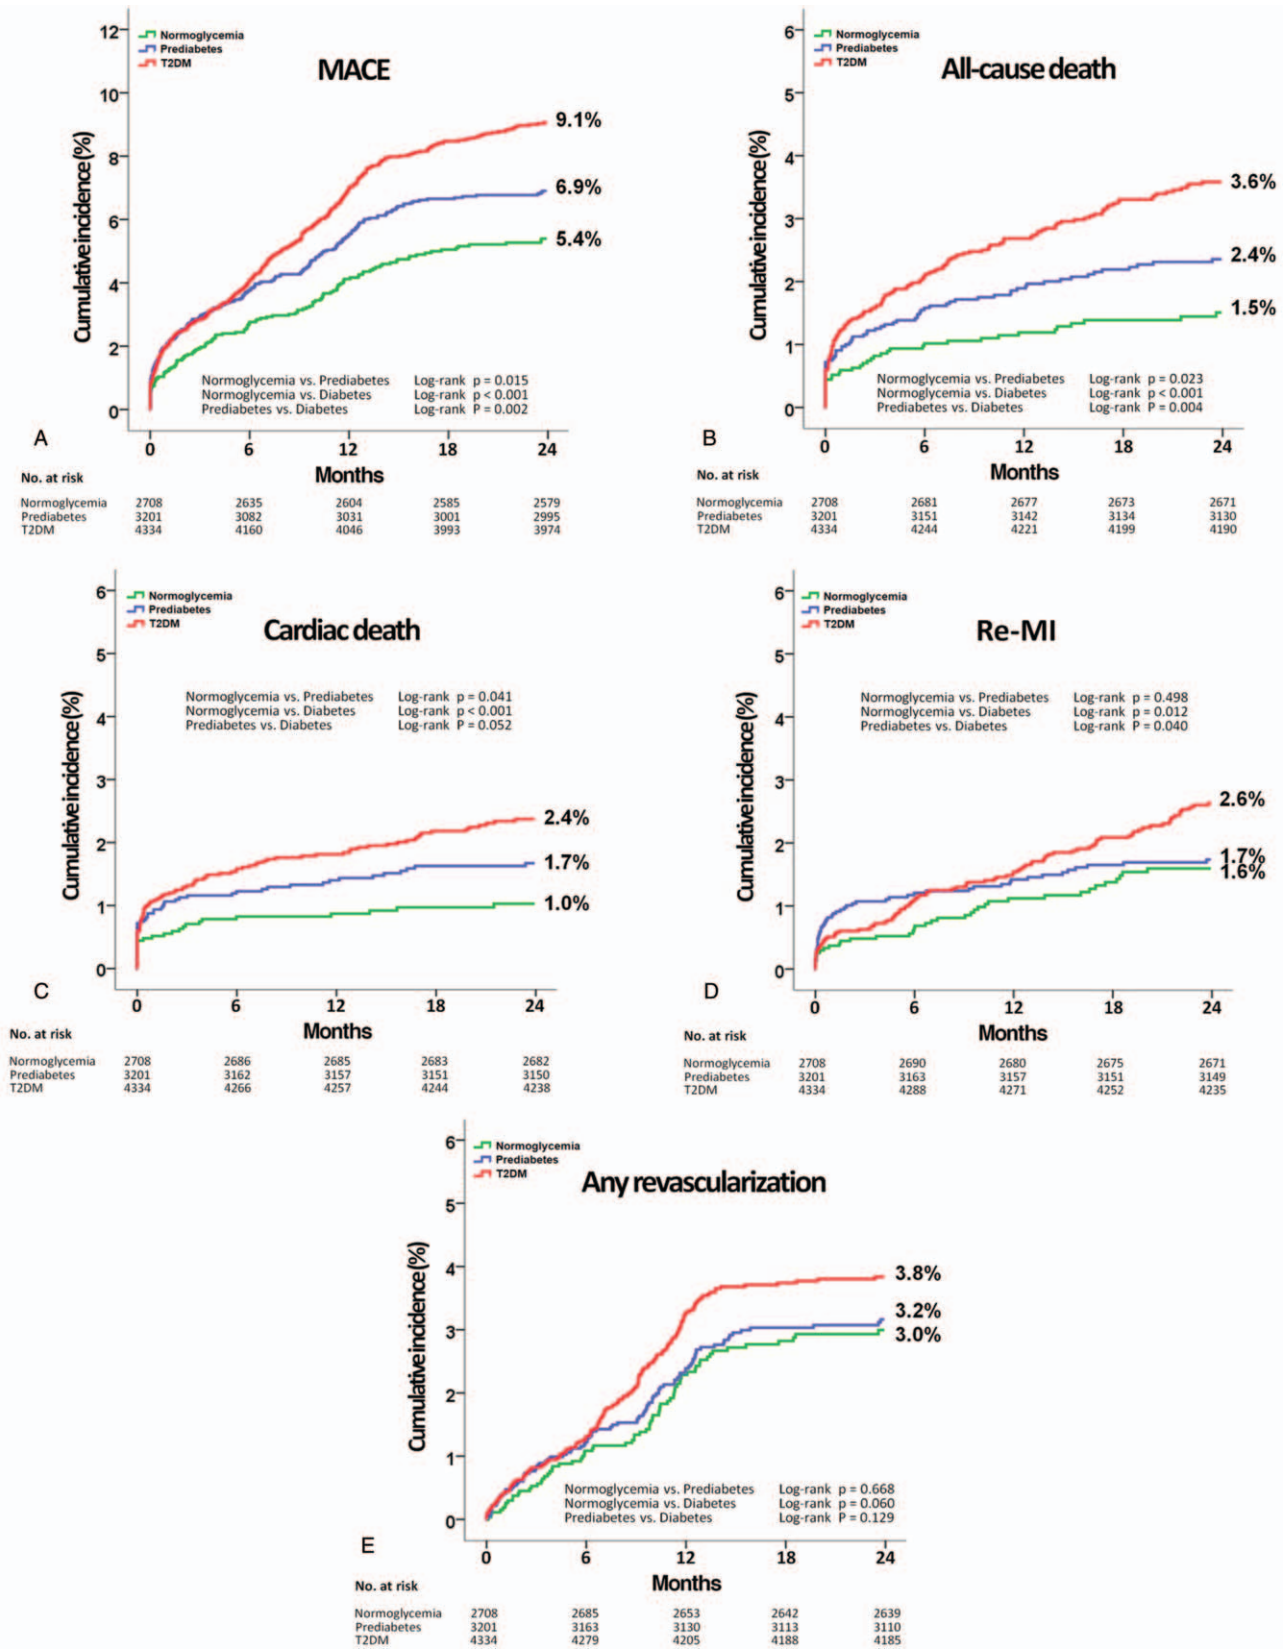 Normoglycemia
Prediabetes
T2DM
MACE
Cumulative incidence (%)
12
10
8
6
4
2
0
9.1%
6.9%
5.4%
Normoglycemia vs. Prediabetes Log-rank p = 0.015
Normoglycemia vs. Diabetes Log-rank p < 0.001
Prediabetes vs. Diabetes Log-rank P = 0.002
A
0 6 12 18 24
No. at risk
Months
Normoglycemia 2708 2635 2604 2585 2579
Prediabetes 3201 3082 3031 3001 2995
T2DM 4334 4160 4046 3993 3974
Normoglycemia
Prediabetes
T2DM
All-cause death
Cumulative incidence (%)
6
5
4
3
2
1
0
3.6%
2.4%
1.5%
Normoglycemia vs. Prediabetes Log-rank p = 0.023
Normoglycemia vs. Diabetes Log-rank p < 0.001
Prediabetes vs. Diabetes Log-rank P = 0.004
B
0 6 12 18 24
No. at risk
Months
Normoglycemia 2708 2681 2677 2673 2671
Prediabetes 3201 3151 3142 3134 3130
T2DM 4334 4244 4221 4199 4190
Normoglycemia
Prediabetes
T2DM
Cardiac death
Cumulative incidence (%)
6
5
4
3
2
1
0
Normoglycemia vs. Prediabetes Log-rank p = 0.041
Normoglycemia vs. Diabetes Log-rank p < 0.001
Prediabetes vs. Diabetes Log-rank P = 0.052
2.4%
1.7%
1.0%
C
0 6 12 18 24
No. at risk
Months
Normoglycemia 2708 2686 2685 2683 2682
Prediabetes 3201 3162 3157 3151 3150
T2DM 4334 4266 4257 4244 4238
Normoglycemia
Prediabetes
T2DM
Re-MI
Cumulative incidence (%)
6
5
4
3
2
1
0
Normoglycemia vs. Prediabetes Log-rank p = 0.498
Normoglycemia vs. Diabetes Log-rank p = 0.012
Prediabetes vs. Diabetes Log-rank P = 0.040
2.6%
1.7%
1.6%
D
0 6 12 18 24
No. at risk
Months
Normoglycemia 2708 2690 2680 2675 2671
Prediabetes 3201 3163 3157 3151 3149
T2DM 4334 4288 4271 4252 4235
Normoglycemia
Prediabetes
T2DM
Any revascularization
Cumulative incidence (%)
6
5
4
3
2
1
0
3.8%
3.2%
3.0%
Normoglycemia vs. Prediabetes Log-rank p = 0.668
Normoglycemia vs. Diabetes Log-rank p = 0.060
Prediabetes vs. Diabetes Log-rank P = 0.129
E
0 6 12 18 24
No. at risk
Months
Normoglycemia 2708 2685 2653 2642 2639
Prediabetes 3201 3163 3130 3113 3110
T2DM 4334 4279 4205 4188 4185